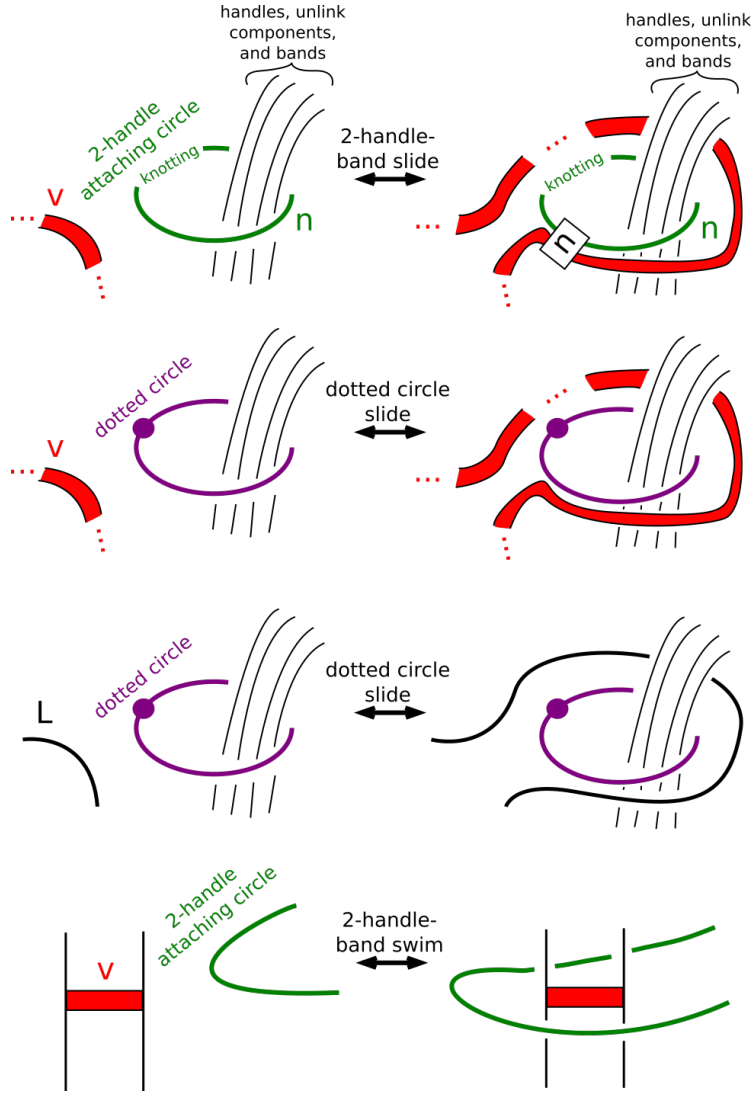 handles, unlink
components,
and bands
handles, unlink
components,
and bands
2-handle
attaching circle
knotting
v
n
2-handle-
band slide
knotting
n
n
dotted circle
v
dotted circle
slide
dotted circle
L
dotted circle
slide
2-handle
attaching circle
v
2-handle-
band swim